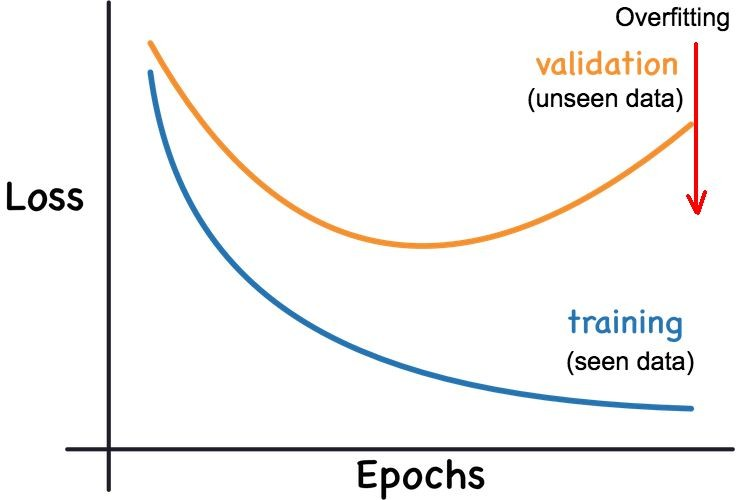 Overfitting
validation
(unseen data)
Loss
training
(seen data)
Epochs